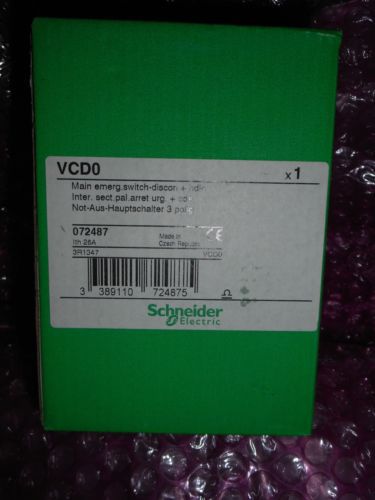 VCD0 x 1
Main emerg.switch-discon +
Inter. sect.pal.arret urg. +
Not-Aus-Hauptschalter 3
072487 Made in CE
Ith 25A Czech Republic
3R1347 VCD0
3 389110 724875
Schneider
Electric